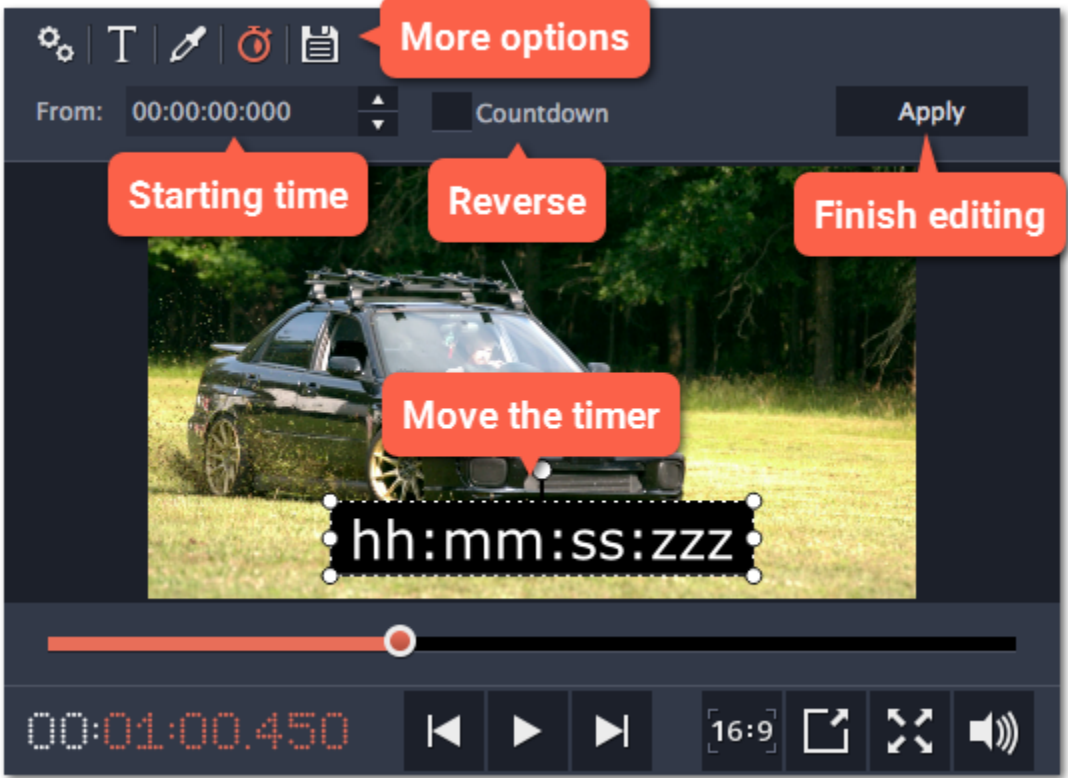 T
More options
From:
00:00:00:000
Countdown
Apply
Starting time
Reverse
Finish editing
Move the timer
hh:mm:ss:zzz
00:01:00.450
16:9